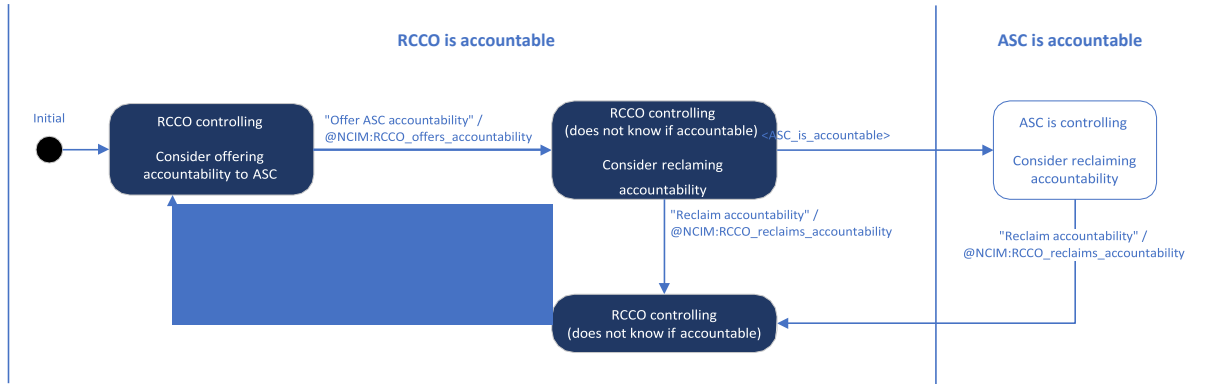 RCCO is accountable
ASC is accountable
Initial
RCCO controlling
Consider offering
accountability to ASC
"Offer ASC accountability" /
@NCIM:RCCO_offers_accountability
RCCO controlling
(does not know if accountable)
Consider reclaming
accountability
<ASC_is_accountable>
ASC is controlling
Consider reclaiming
accountability
"Reclaim accountability" /
@NCIM:RCCO_reclaims_accountability
"Reclaim accountability" /
@NCIM:RCCO_reclaims_accountability
RCCO controlling
(does not know if accountable)